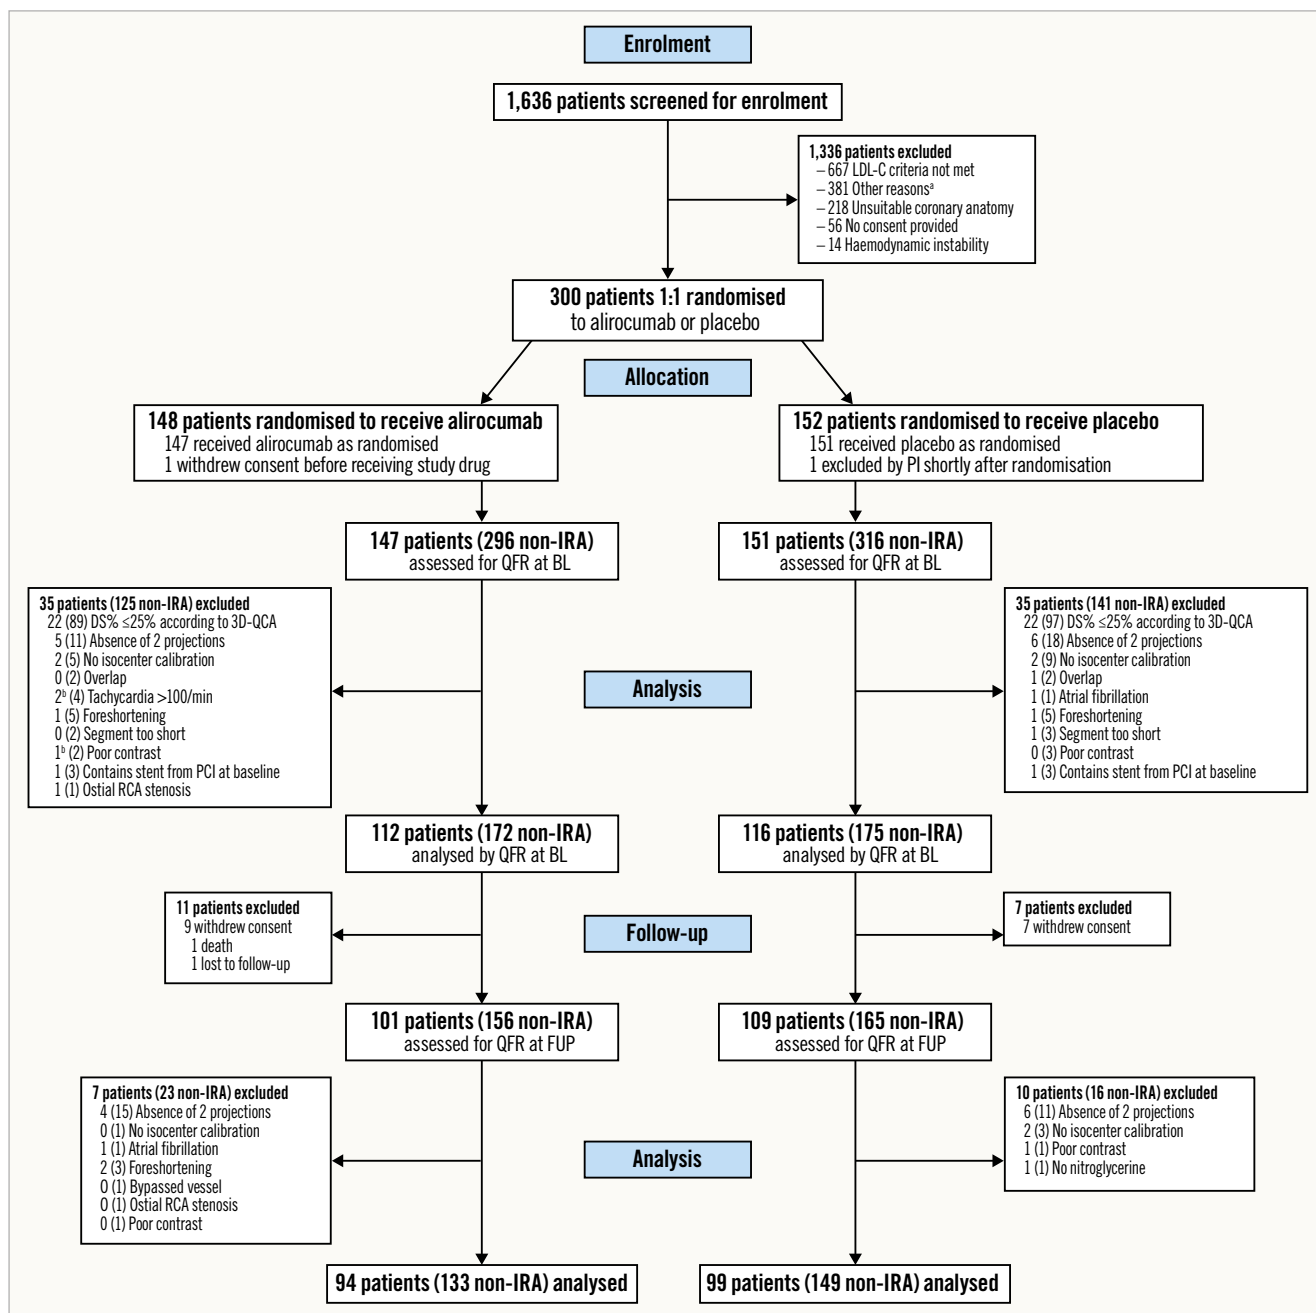 Enrolment
1,636 patients screened for enrolment
1,336 patients excluded
– 667 LDL-C criteria not met
– 381 Other reasonsᵃ
– 218 Unsuitable coronary anatomy
– 56 No consent provided
– 14 Haemodynamic instability
300 patients 1:1 randomised
to alirocumab or placebo
Allocation
148 patients randomised to receive alirocumab
147 received alirocumab as randomised
1 withdrew consent before receiving study drug
152 patients randomised to receive placebo
151 received placebo as randomised
1 excluded by PI shortly after randomisation
147 patients (296 non-IRA)
assessed for QFR at BL
151 patients (316 non-IRA)
assessed for QFR at BL
35 patients (125 non-IRA) excluded
22 (89) DS% ≤25% according to 3D-QCA
5 (11) Absence of 2 projections
2 (5) No isocenter calibration
0 (2) Overlap
2ᵇ (4) Tachycardia >100/min
1 (5) Foreshortening
0 (2) Segment too short
1ᵇ (2) Poor contrast
1 (3) Contains stent from PCI at baseline
1 (1) Ostial RCA stenosis
Analysis
35 patients (141 non-IRA) excluded
22 (97) DS% ≤25% according to 3D-QCA
6 (18) Absence of 2 projections
2 (9) No isocenter calibration
1 (2) Overlap
1 (1) Atrial fibrillation
1 (5) Foreshortening
1 (3) Segment too short
0 (3) Poor contrast
1 (3) Contains stent from PCI at baseline
112 patients (172 non-IRA)
analysed by QFR at BL
116 patients (175 non-IRA)
analysed by QFR at BL
11 patients excluded
9 withdrew consent
1 death
1 lost to follow-up
Follow-up
7 patients excluded
7 withdrew consent
101 patients (156 non-IRA)
assessed for QFR at FUP
109 patients (165 non-IRA)
assessed for QFR at FUP
7 patients (23 non-IRA) excluded
4 (15) Absence of 2 projections
0 (1) No isocenter calibration
1 (1) Atrial fibrillation
2 (3) Foreshortening
0 (1) Bypassed vessel
0 (1) Ostial RCA stenosis
0 (1) Poor contrast
Analysis
10 patients (16 non-IRA) excluded
6 (11) Absence of 2 projections
2 (3) No isocenter calibration
1 (1) Poor contrast
1 (1) No nitroglycerine
94 patients (133 non-IRA) analysed
99 patients (149 non-IRA) analysed